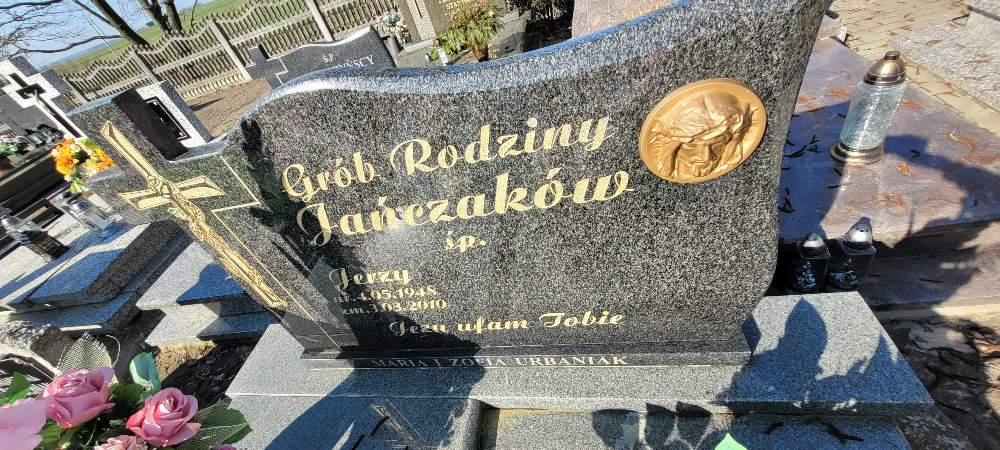 Grób Rodziny
Jańczaków
śp.
Jerzy
ur. 4.05.1948
zm. 3.03.2010
Jezu ufam Tobie
MARIA I ZOFIA URBANIAK
Ś.P.